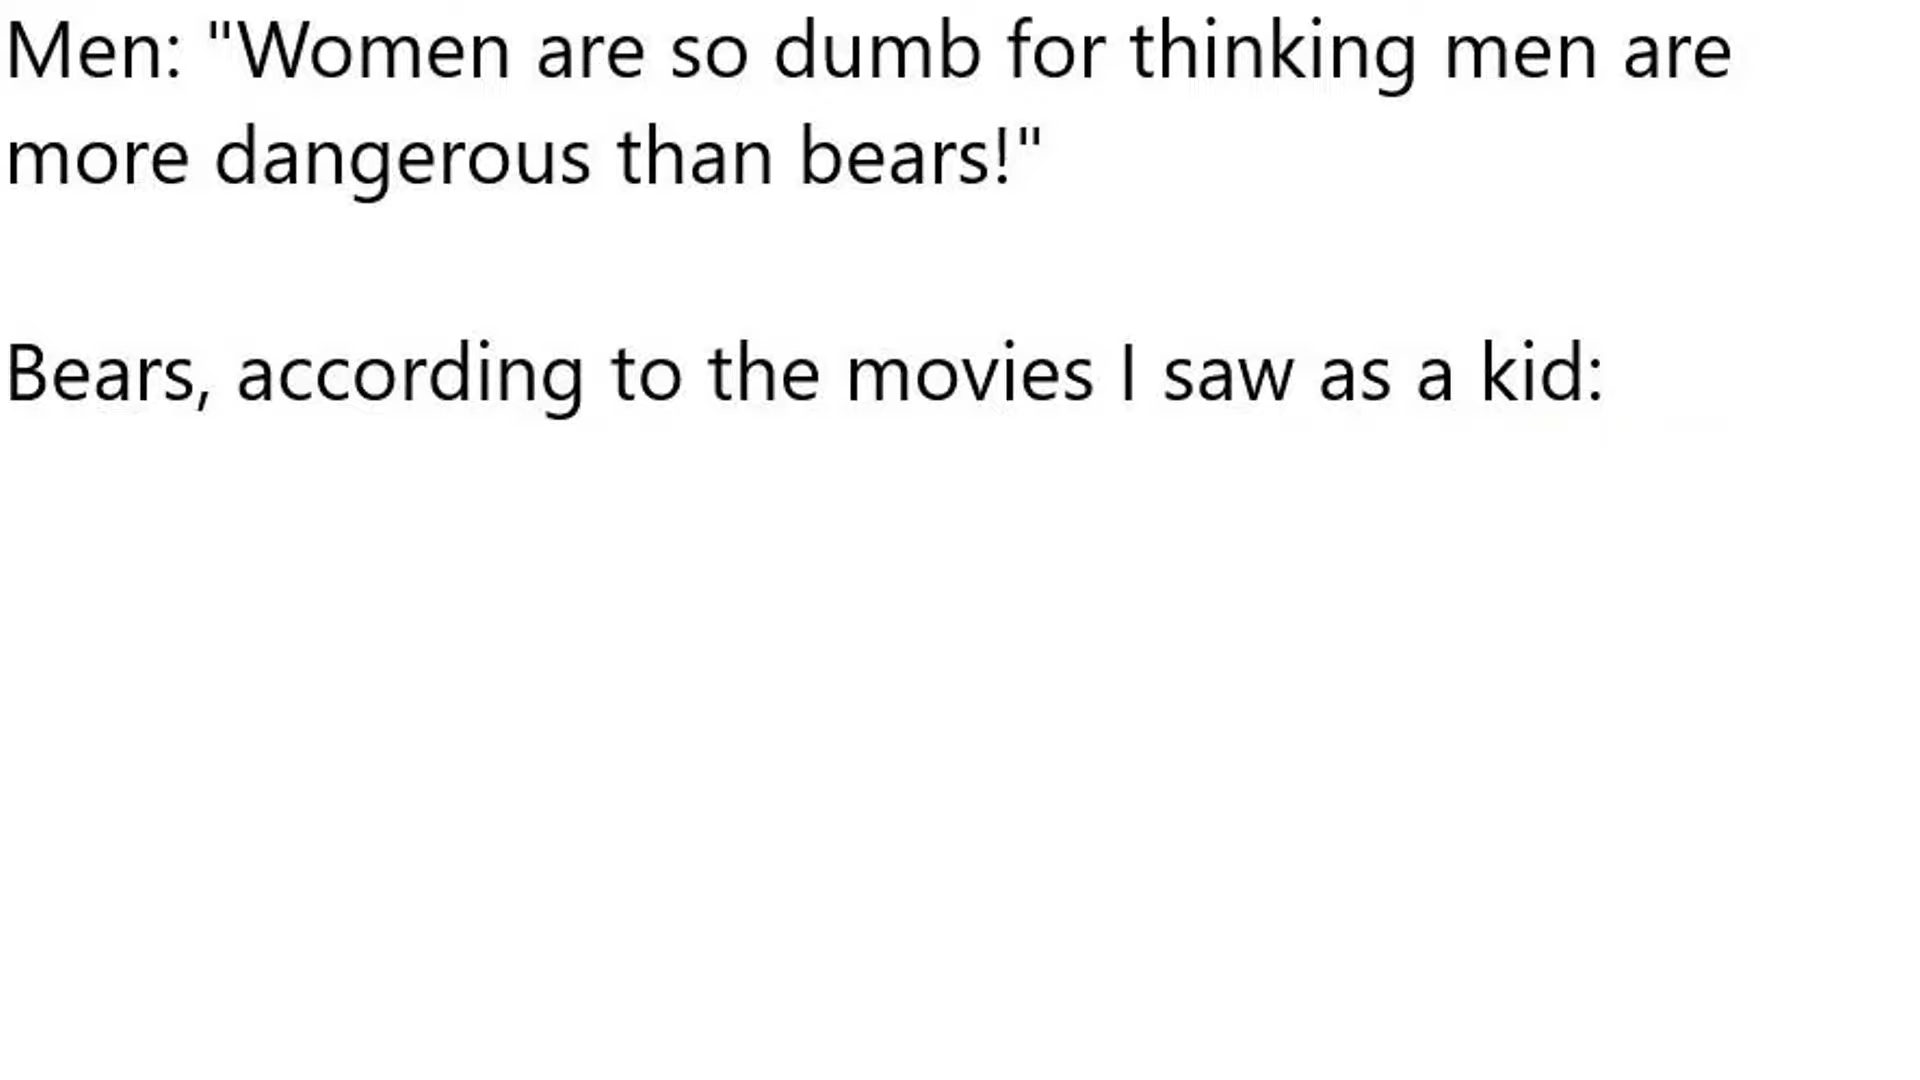 Men: "Women are so dumb for thinking men are
more dangerous than bears!"
Bears, according to the movies I saw as a kid: